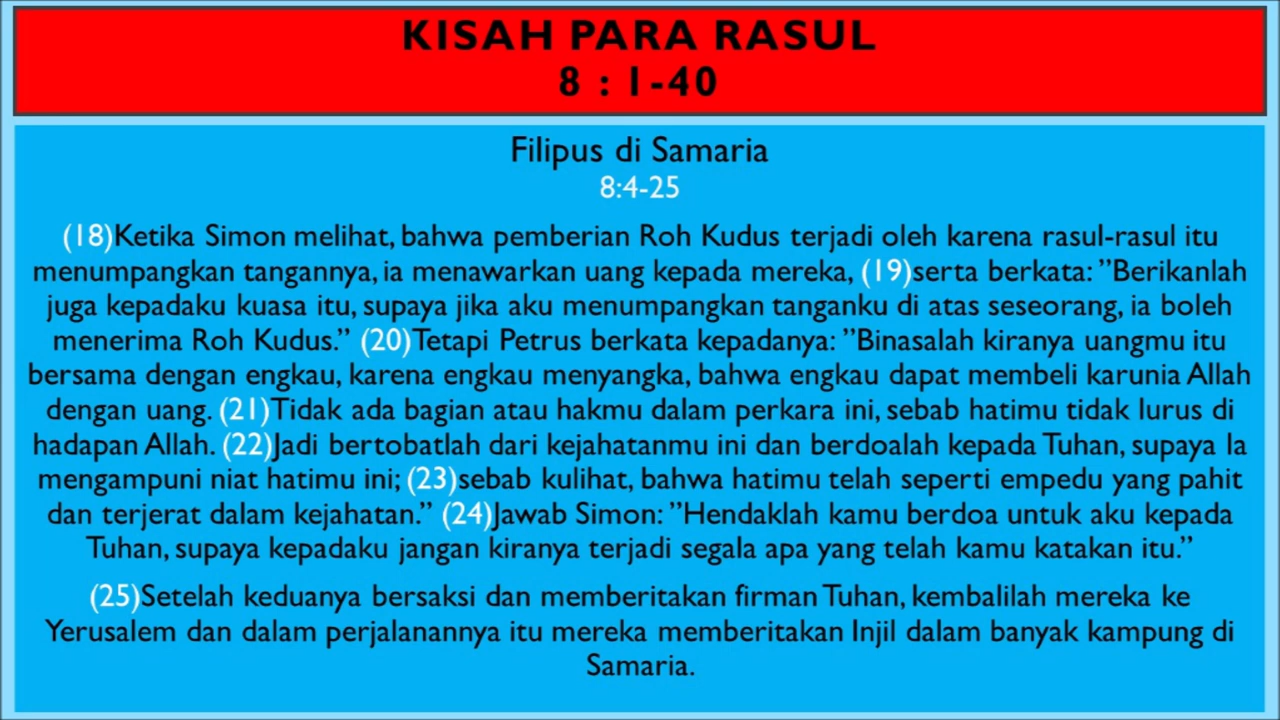 KISAH PARA RASUL
8 : 1-40
Filipus di Samaria
8:4-25
(18)Ketika Simon melihat, bahwa pemberian Roh Kudus terjadi oleh karena rasul-rasul itu
menumpangkan tangannya, ia menawarkan uang kepada mereka, (19)serta berkata: ”Berikanlah
juga kepadaku kuasa itu, supaya jika aku menumpangkan tanganku di atas seseorang, ia boleh
menerima Roh Kudus.” (20)Tetapi Petrus berkata kepadanya: ”Binasalah kiranya uangmu itu
bersama dengan engkau, karena engkau menyangka, bahwa engkau dapat membeli karunia Allah
dengan uang. (21)Tidak ada bagian atau hakmu dalam perkara ini, sebab hatimu tidak lurus di
hadapan Allah. (22)Jadi bertobatlah dari kejahatanmu ini dan berdoalah kepada Tuhan, supaya Ia
mengampuni niat hatimu ini; (23)sebab kulihat, bahwa hatimu telah seperti empedu yang pahit
dan terjerat dalam kejahatan.” (24)Jawab Simon: ”Hendaklah kamu berdoa untuk aku kepada
Tuhan, supaya kepadaku jangan kiranya terjadi segala apa yang telah kamu katakan itu.”
(25)Setelah keduanya bersaksi dan memberitakan firman Tuhan, kembalilah mereka ke
Yerusalem dan dalam perjalanannya itu mereka memberitakan Injil dalam banyak kampung di
Samaria.